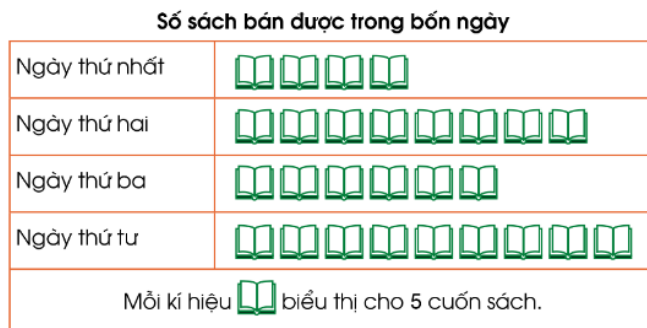 Số sách bán được trong bốn ngày
Ngày thứ nhất
Ngày thứ hai
Ngày thứ ba
Ngày thứ tư
Mỗi kí hiệu biểu thị cho 5 cuốn sách.